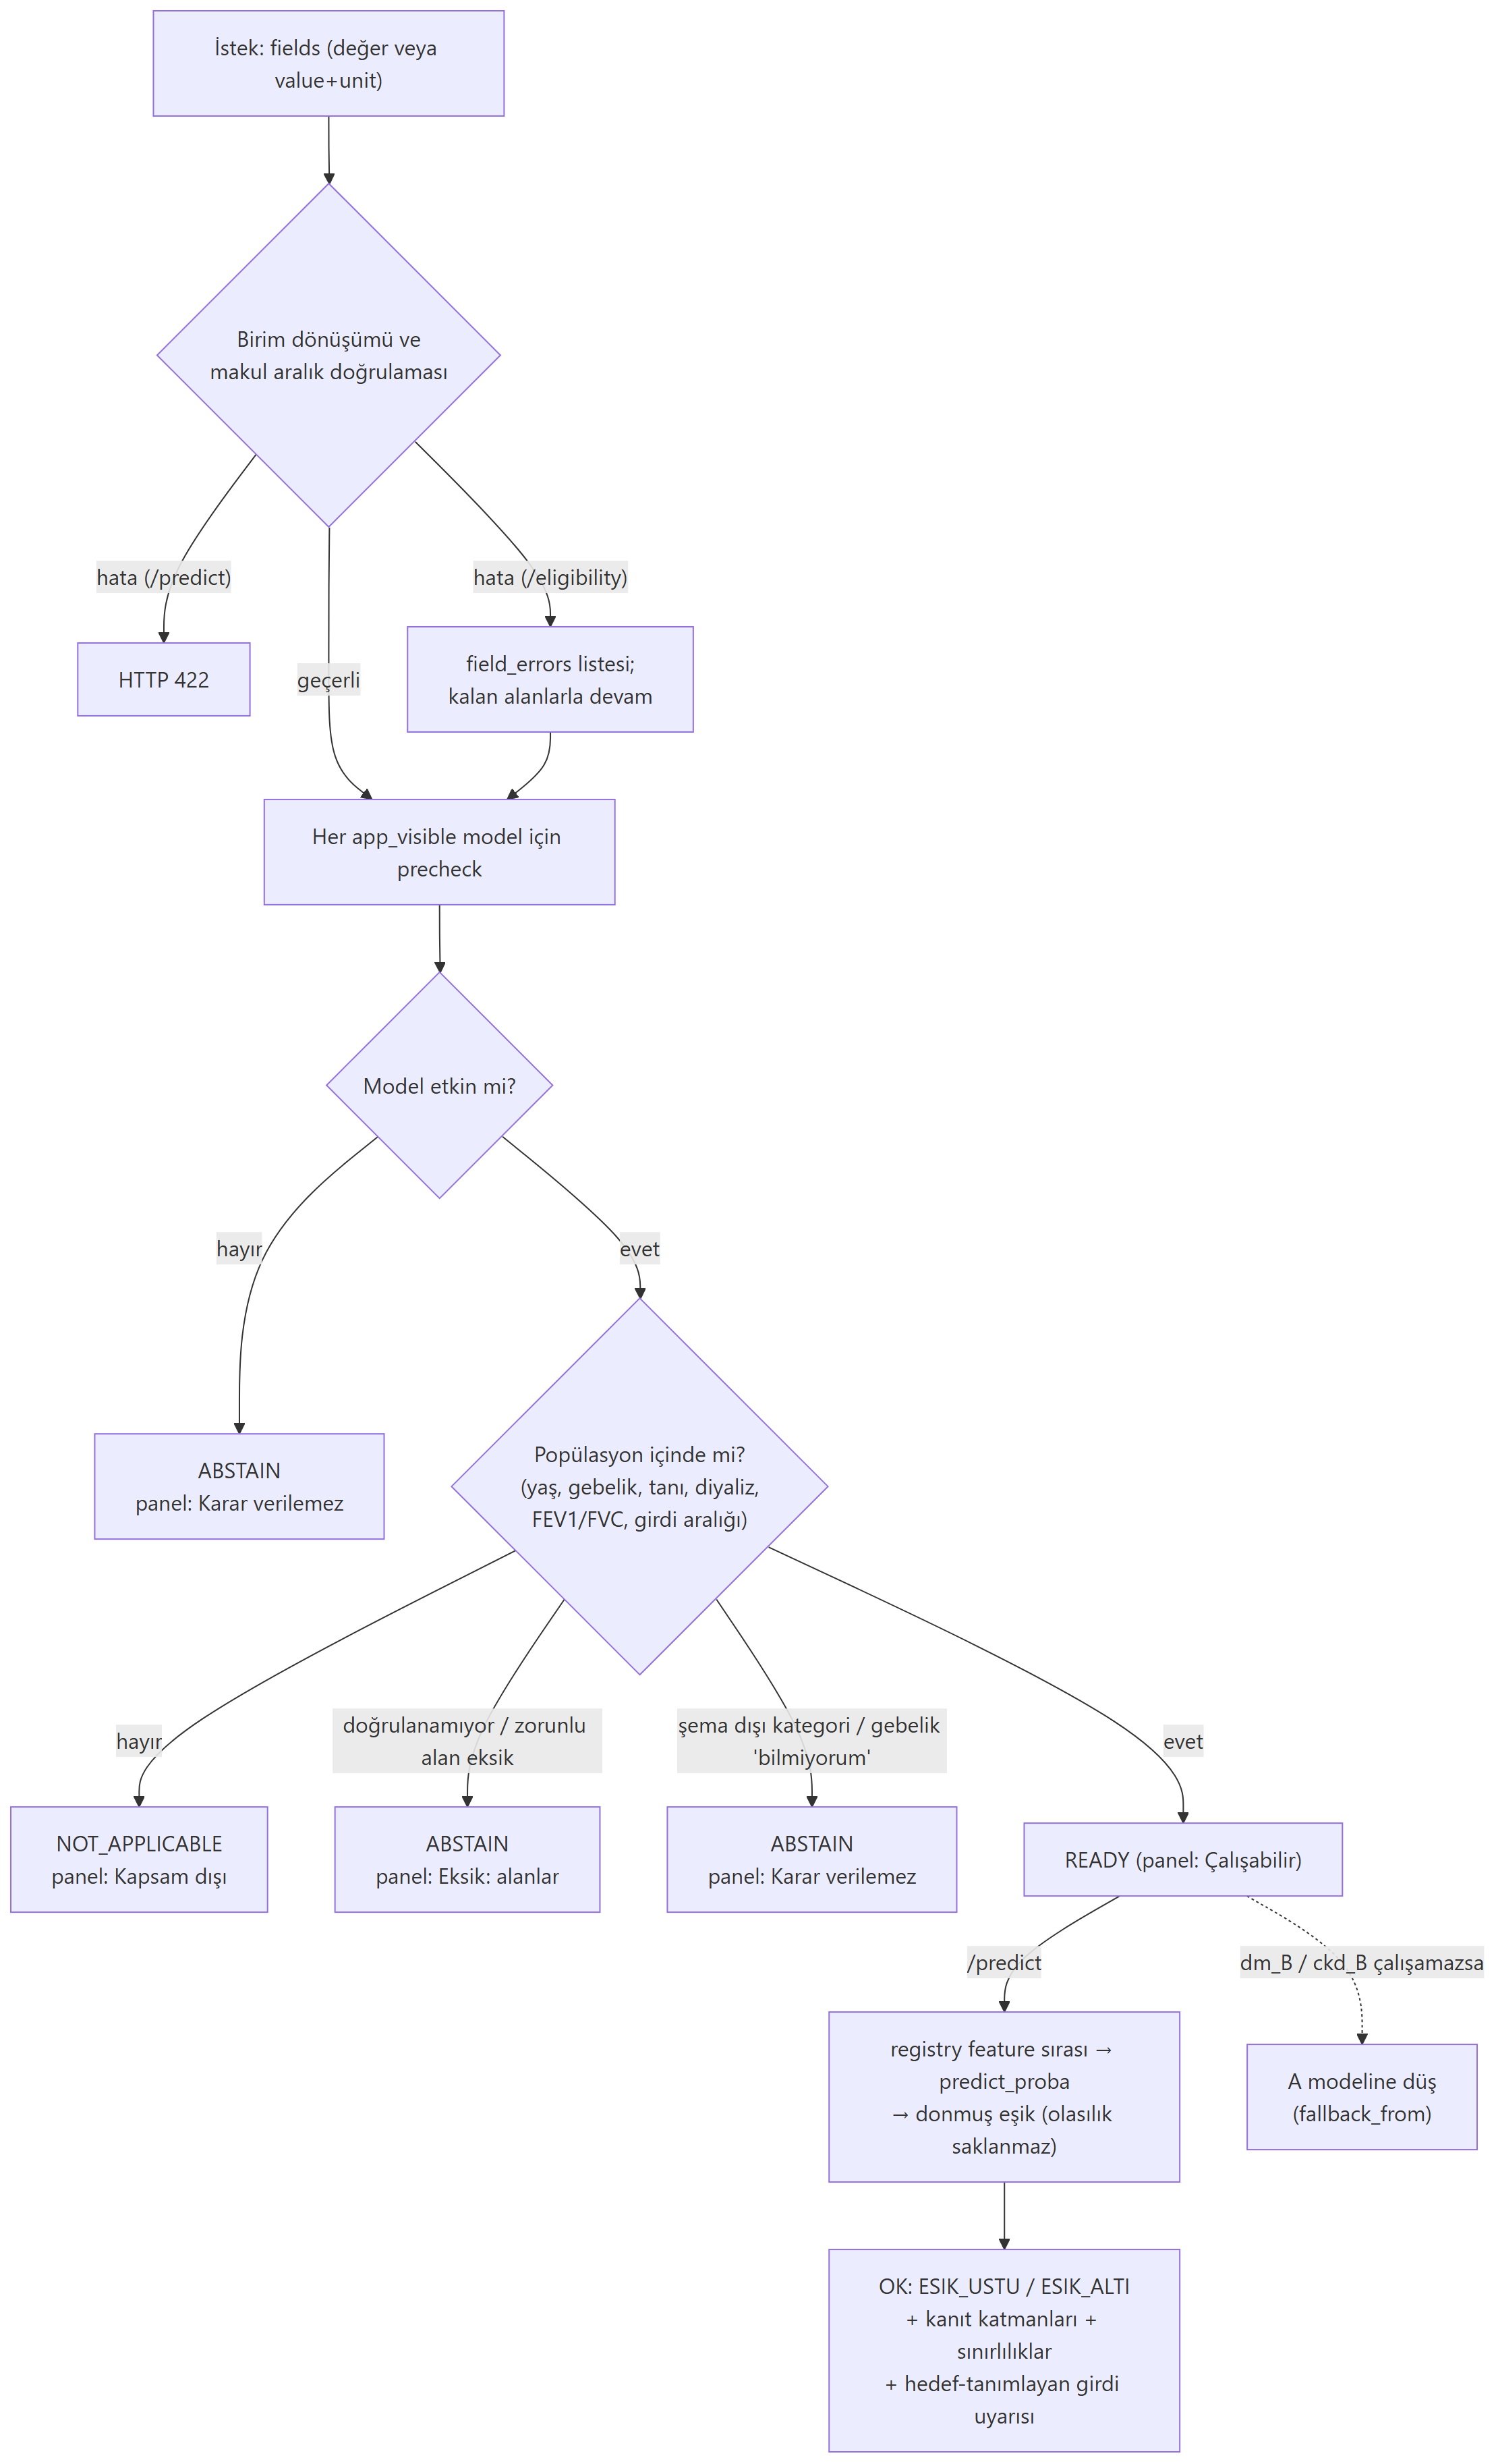 İstek: fields (değer veya
value+unit)
Birim dönüşümü ve
makul aralık doğrulaması
hata (/predict)
hata (/eligibility)
HTTP 422
geçerli
field_errors listesi;
kalan alanlarla devam
Her app_visible model için
precheck
Model etkin mi?
hayır
evet
ABSTAIN
panel: Karar verilemez
Popülasyon içinde mi?
(yaş, gebelik, tanı, diyaliz,
FEV1/FVC, girdi aralığı)
hayır
doğrulanamıyor / zorunlu
alan eksik
şema dışı kategori / gebelik
'bilmiyorum'
evet
NOT_APPLICABLE
panel: Kapsam dışı
ABSTAIN
panel: Eksik: alanlar
ABSTAIN
panel: Karar verilemez
READY (panel: Çalışabilir)
/predict
dm_B / ckd_B çalışamazsa
registry feature sırası →
predict_proba
→ donmuş eşik (olasılık
saklanmaz)
A modeline düş
(fallback_from)
OK: ESIK_USTU / ESIK_ALTI
+ kanıt katmanları +
sınırlılıklar
+ hedef-tanımlayan girdi
uyarısı